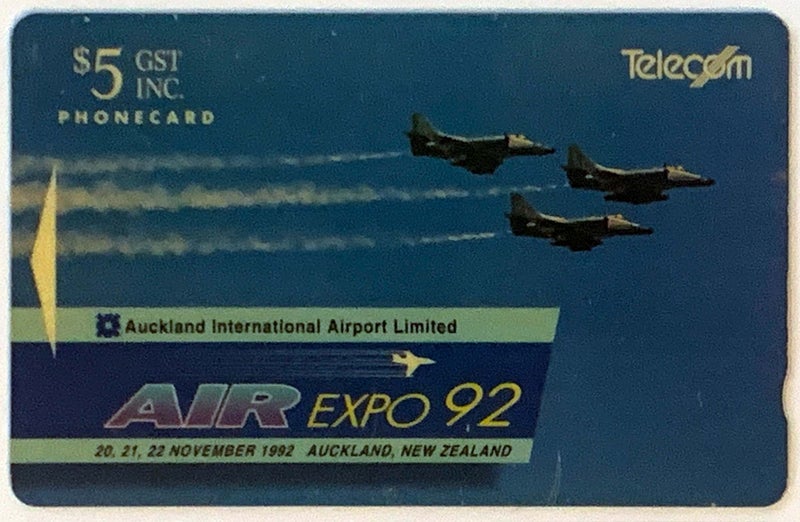 $5 GST
INC.
PHONECARD
Telecom
Auckland International Airport Limited
AIR EXPO 92
20, 21, 22 NOVEMBER 1992 AUCKLAND, NEW ZEALAND